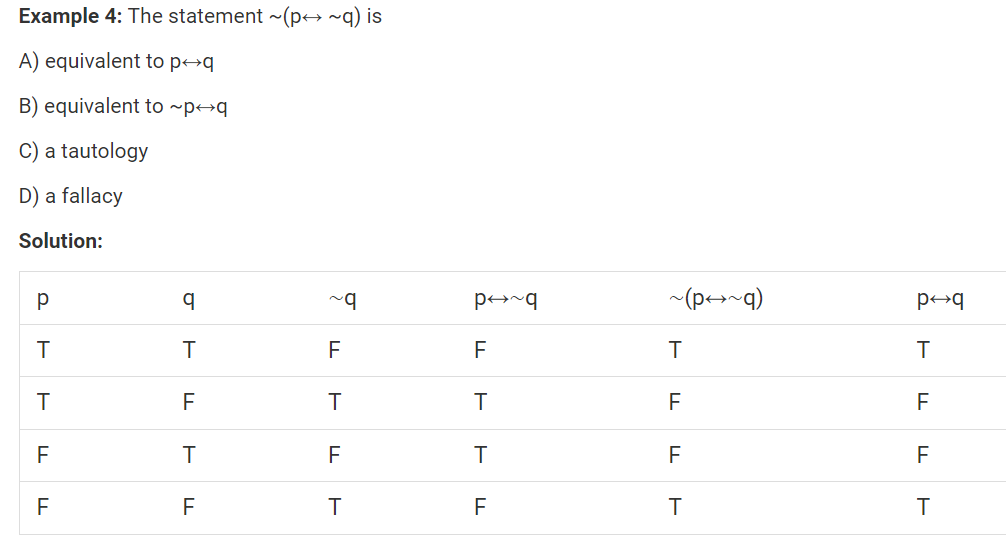 Example 4: The statement ~(p↔ ~q) is
A) equivalent to p↔q
B) equivalent to ~p↔q
C) a tautology
D) a fallacy
Solution:
p q ~q p↔~q ~(p↔~q) p↔q
T T F F T T
T F T T F F
F T F T F F
F F T F T T